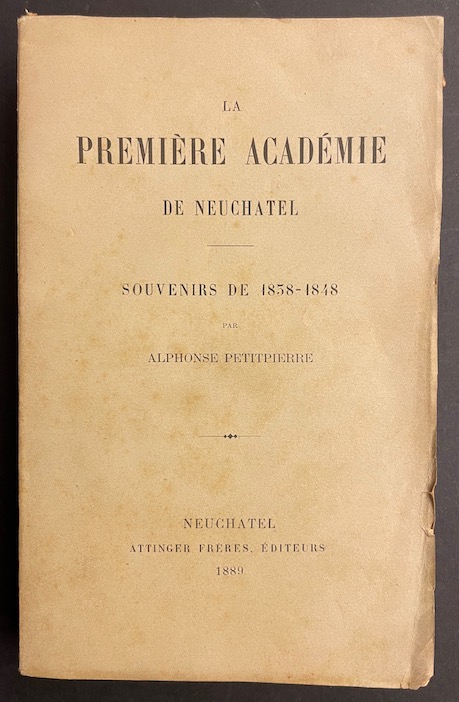 LA
PREMIÈRE ACADÉMIE
DE NEUCHATEL
SOUVENIRS DE 1838-1848
PAR
ALPHONSE PETITPIERRE
NEUCHATEL
ATTINGER FRÈRES, ÉDITEURS
1889